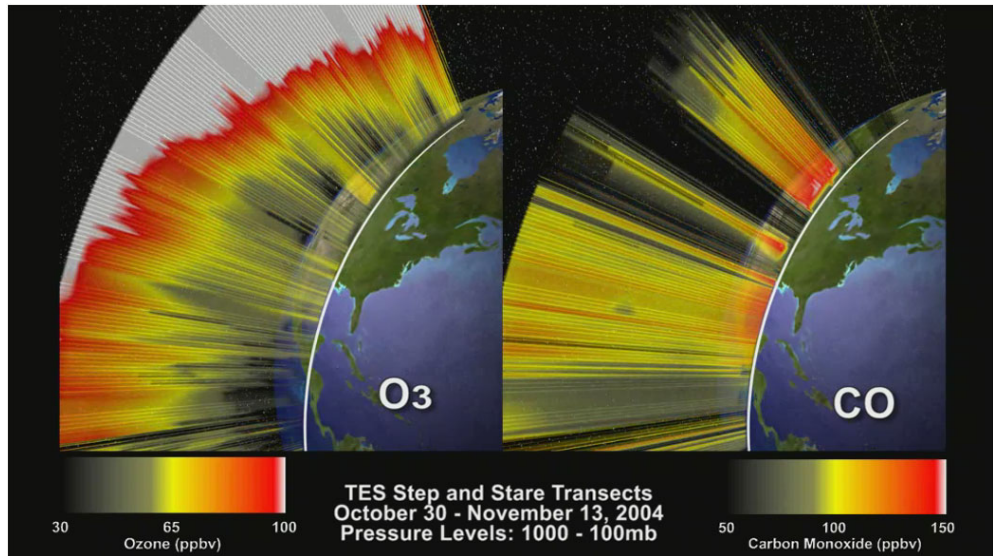 O3
CO
30 65 100
Ozone (ppbv)
TES Step and Stare Transects
October 30 - November 13, 2004
Pressure Levels: 1000 - 100mb
50 100 150
Carbon Monoxide (ppbv)